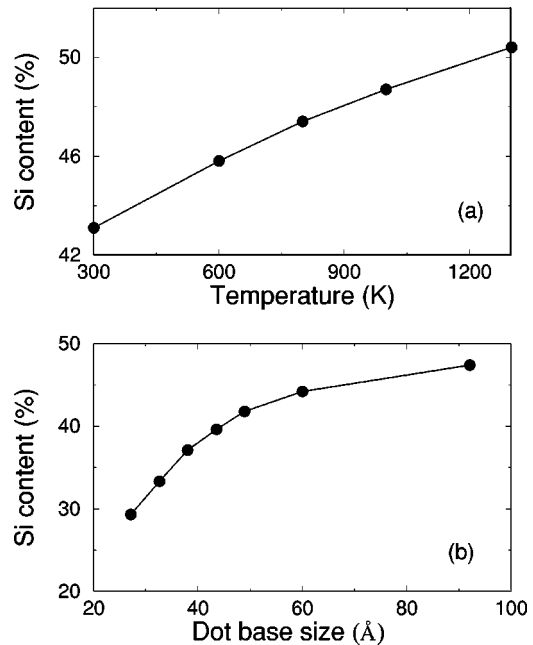 Si content (%)
50
46
42
(a)
300 600 900 1200
Temperature (K)
Si content (%)
50
40
30
20
(b)
20 40 60 80 100
Dot base size (Å)